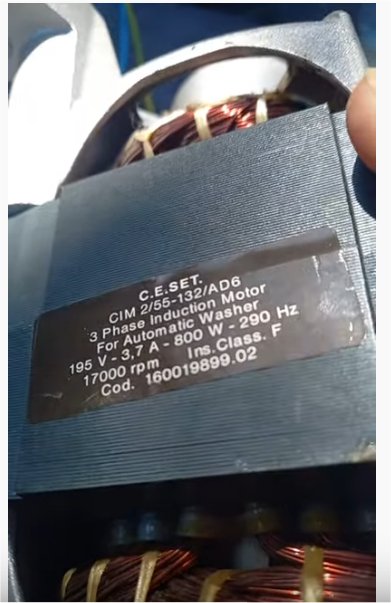 C.E.SET.
CIM 2/55-132/AD6
3 Phase Induction Motor
For Automatic Washer
195 V - 3,7 A - 800 W - 290 Hz
17000 rpm Ins.Class. F
Cod. 160019899.02